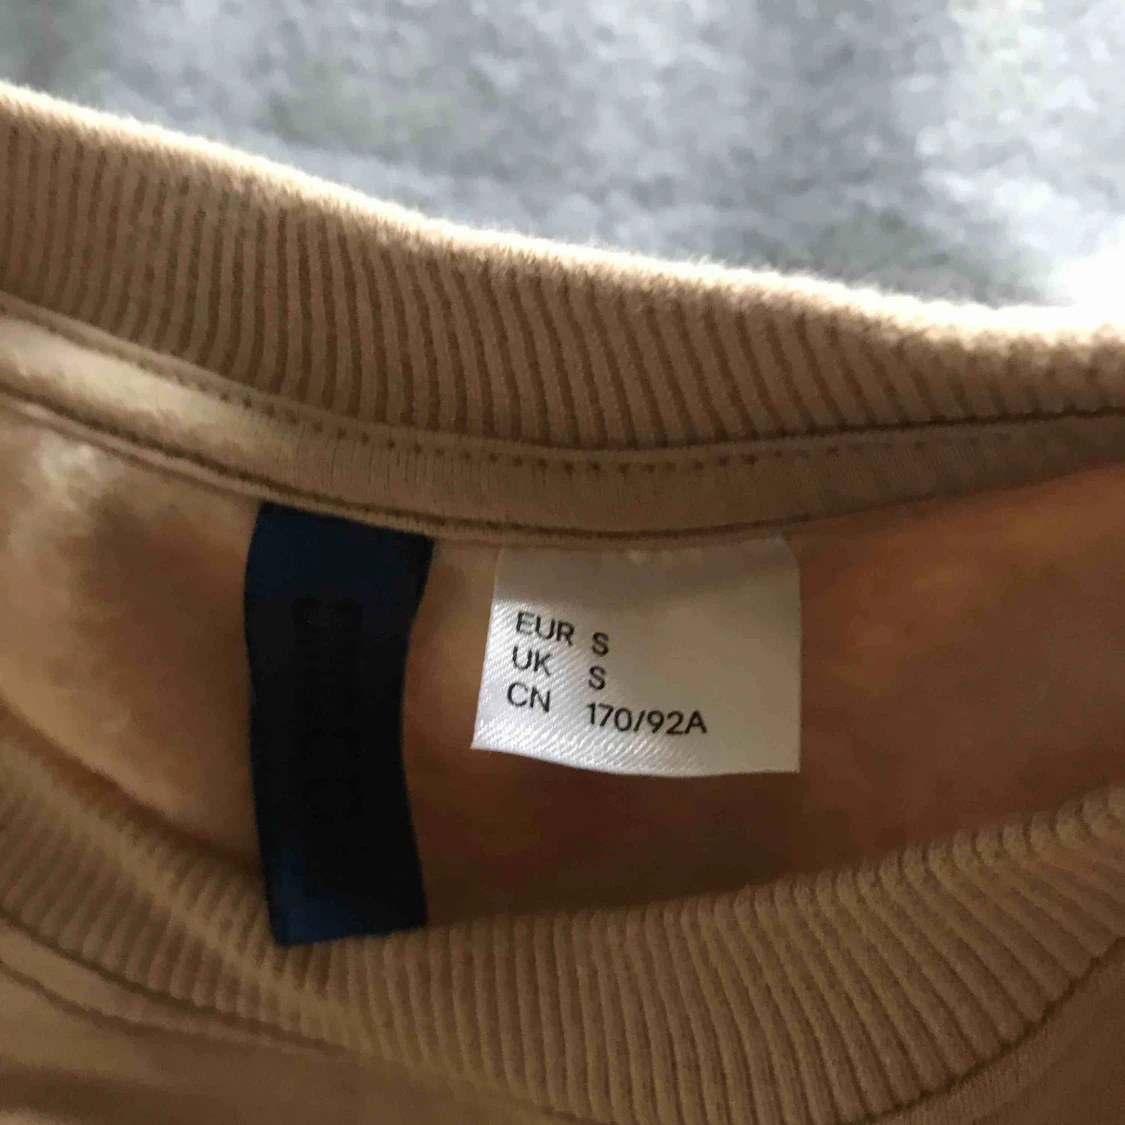 EUR S
UK S
CN 170/92A